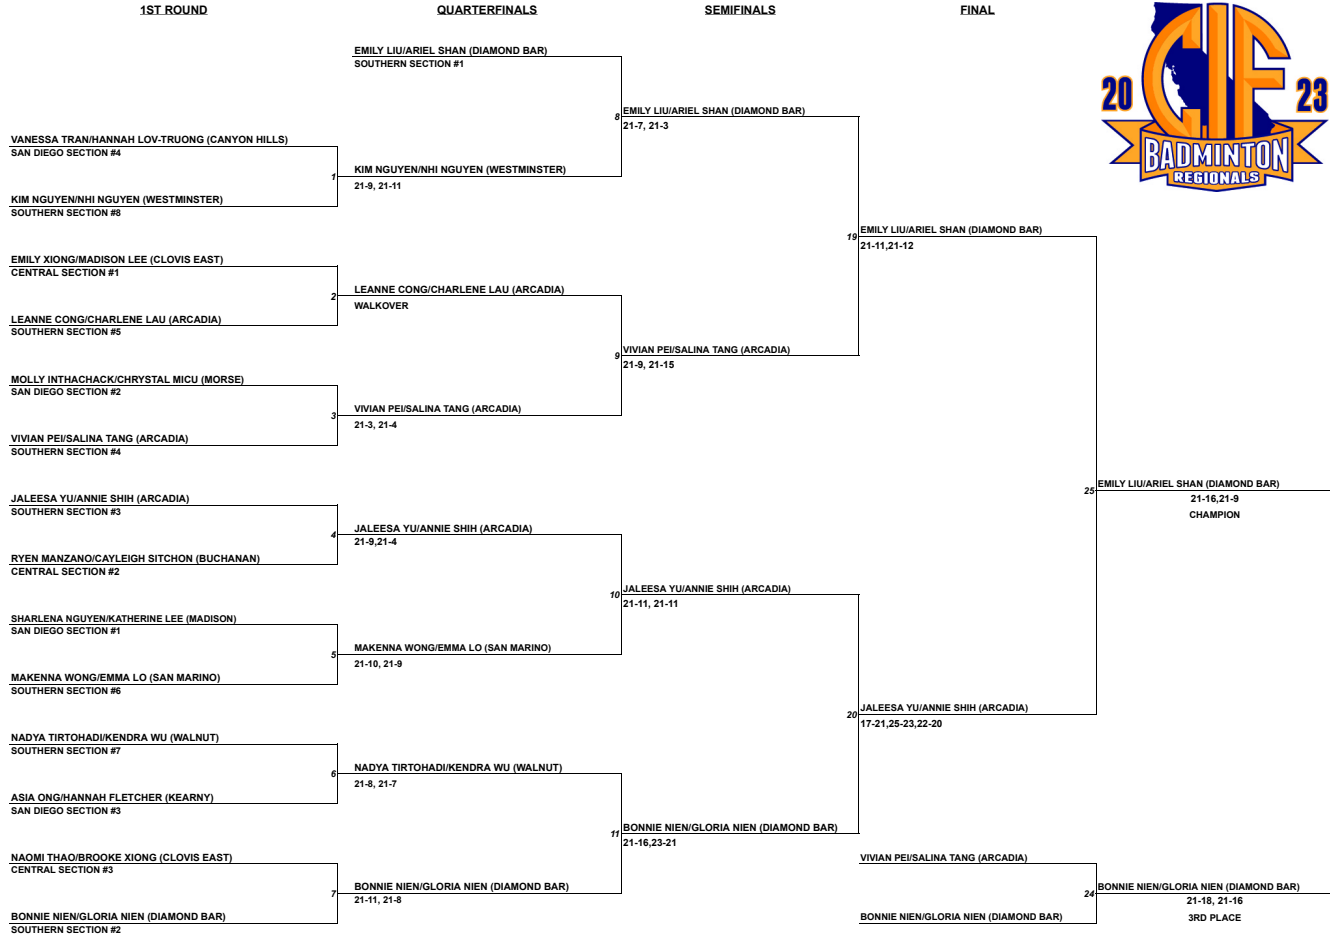 1ST ROUND
QUARTERFINALS
SEMIFINALS
FINAL
CIF
20 23
BADMINTON
REGIONALS
VANESSA TRAN/HANNAH LOV-TRUONG (CANYON HILLS)
SAN DIEGO SECTION #4
1
KIM NGUYEN/NHI NGUYEN (WESTMINSTER)
SOUTHERN SECTION #8
EMILY XIONG/MADISON LEE (CLOVIS EAST)
CENTRAL SECTION #1
2
LEANNE CONG/CHARLENE LAU (ARCADIA)
SOUTHERN SECTION #5
MOLLY INTHACHACK/CHRYSTAL MICU (MORSE)
SAN DIEGO SECTION #2
3
VIVIAN PEI/SALINA TANG (ARCADIA)
SOUTHERN SECTION #4
JALEESA YU/ANNIE SHIH (ARCADIA)
SOUTHERN SECTION #3
4
RYEN MANZANO/CAYLEIGH SITCHON (BUCHANAN)
CENTRAL SECTION #2
SHARLENA NGUYEN/KATHERINE LEE (MADISON)
SAN DIEGO SECTION #1
5
MAKENNA WONG/EMMA LO (SAN MARINO)
SOUTHERN SECTION #6
NADYA TIRTOHADI/KENDRA WU (WALNUT)
SOUTHERN SECTION #7
6
ASIA ONG/HANNAH FLETCHER (KEARNY)
SAN DIEGO SECTION #3
NAOMI THAO/BROOKE XIONG (CLOVIS EAST)
CENTRAL SECTION #3
7
BONNIE NIEN/GLORIA NIEN (DIAMOND BAR)
SOUTHERN SECTION #2
EMILY LIU/ARIEL SHAN (DIAMOND BAR)
SOUTHERN SECTION #1
8
KIM NGUYEN/NHI NGUYEN (WESTMINSTER)
21-9, 21-11
LEANNE CONG/CHARLENE LAU (ARCADIA)
WALKOVER
9
VIVIAN PEI/SALINA TANG (ARCADIA)
21-3, 21-4
JALEESA YU/ANNIE SHIH (ARCADIA)
21-9,21-4
10
MAKENNA WONG/EMMA LO (SAN MARINO)
21-10, 21-9
NADYA TIRTOHADI/KENDRA WU (WALNUT)
21-8, 21-7
11
BONNIE NIEN/GLORIA NIEN (DIAMOND BAR)
21-11, 21-8
EMILY LIU/ARIEL SHAN (DIAMOND BAR)
21-7, 21-3
19
VIVIAN PEI/SALINA TANG (ARCADIA)
21-9, 21-15
JALEESA YU/ANNIE SHIH (ARCADIA)
21-11, 21-11
20
BONNIE NIEN/GLORIA NIEN (DIAMOND BAR)
21-16,23-21
EMILY LIU/ARIEL SHAN (DIAMOND BAR)
21-11,21-12
25
JALEESA YU/ANNIE SHIH (ARCADIA)
17-21,25-23,22-20
EMILY LIU/ARIEL SHAN (DIAMOND BAR)
21-16,21-9
CHAMPION
VIVIAN PEI/SALINA TANG (ARCADIA)
24
BONNIE NIEN/GLORIA NIEN (DIAMOND BAR)
BONNIE NIEN/GLORIA NIEN (DIAMOND BAR)
21-18, 21-16
3RD PLACE